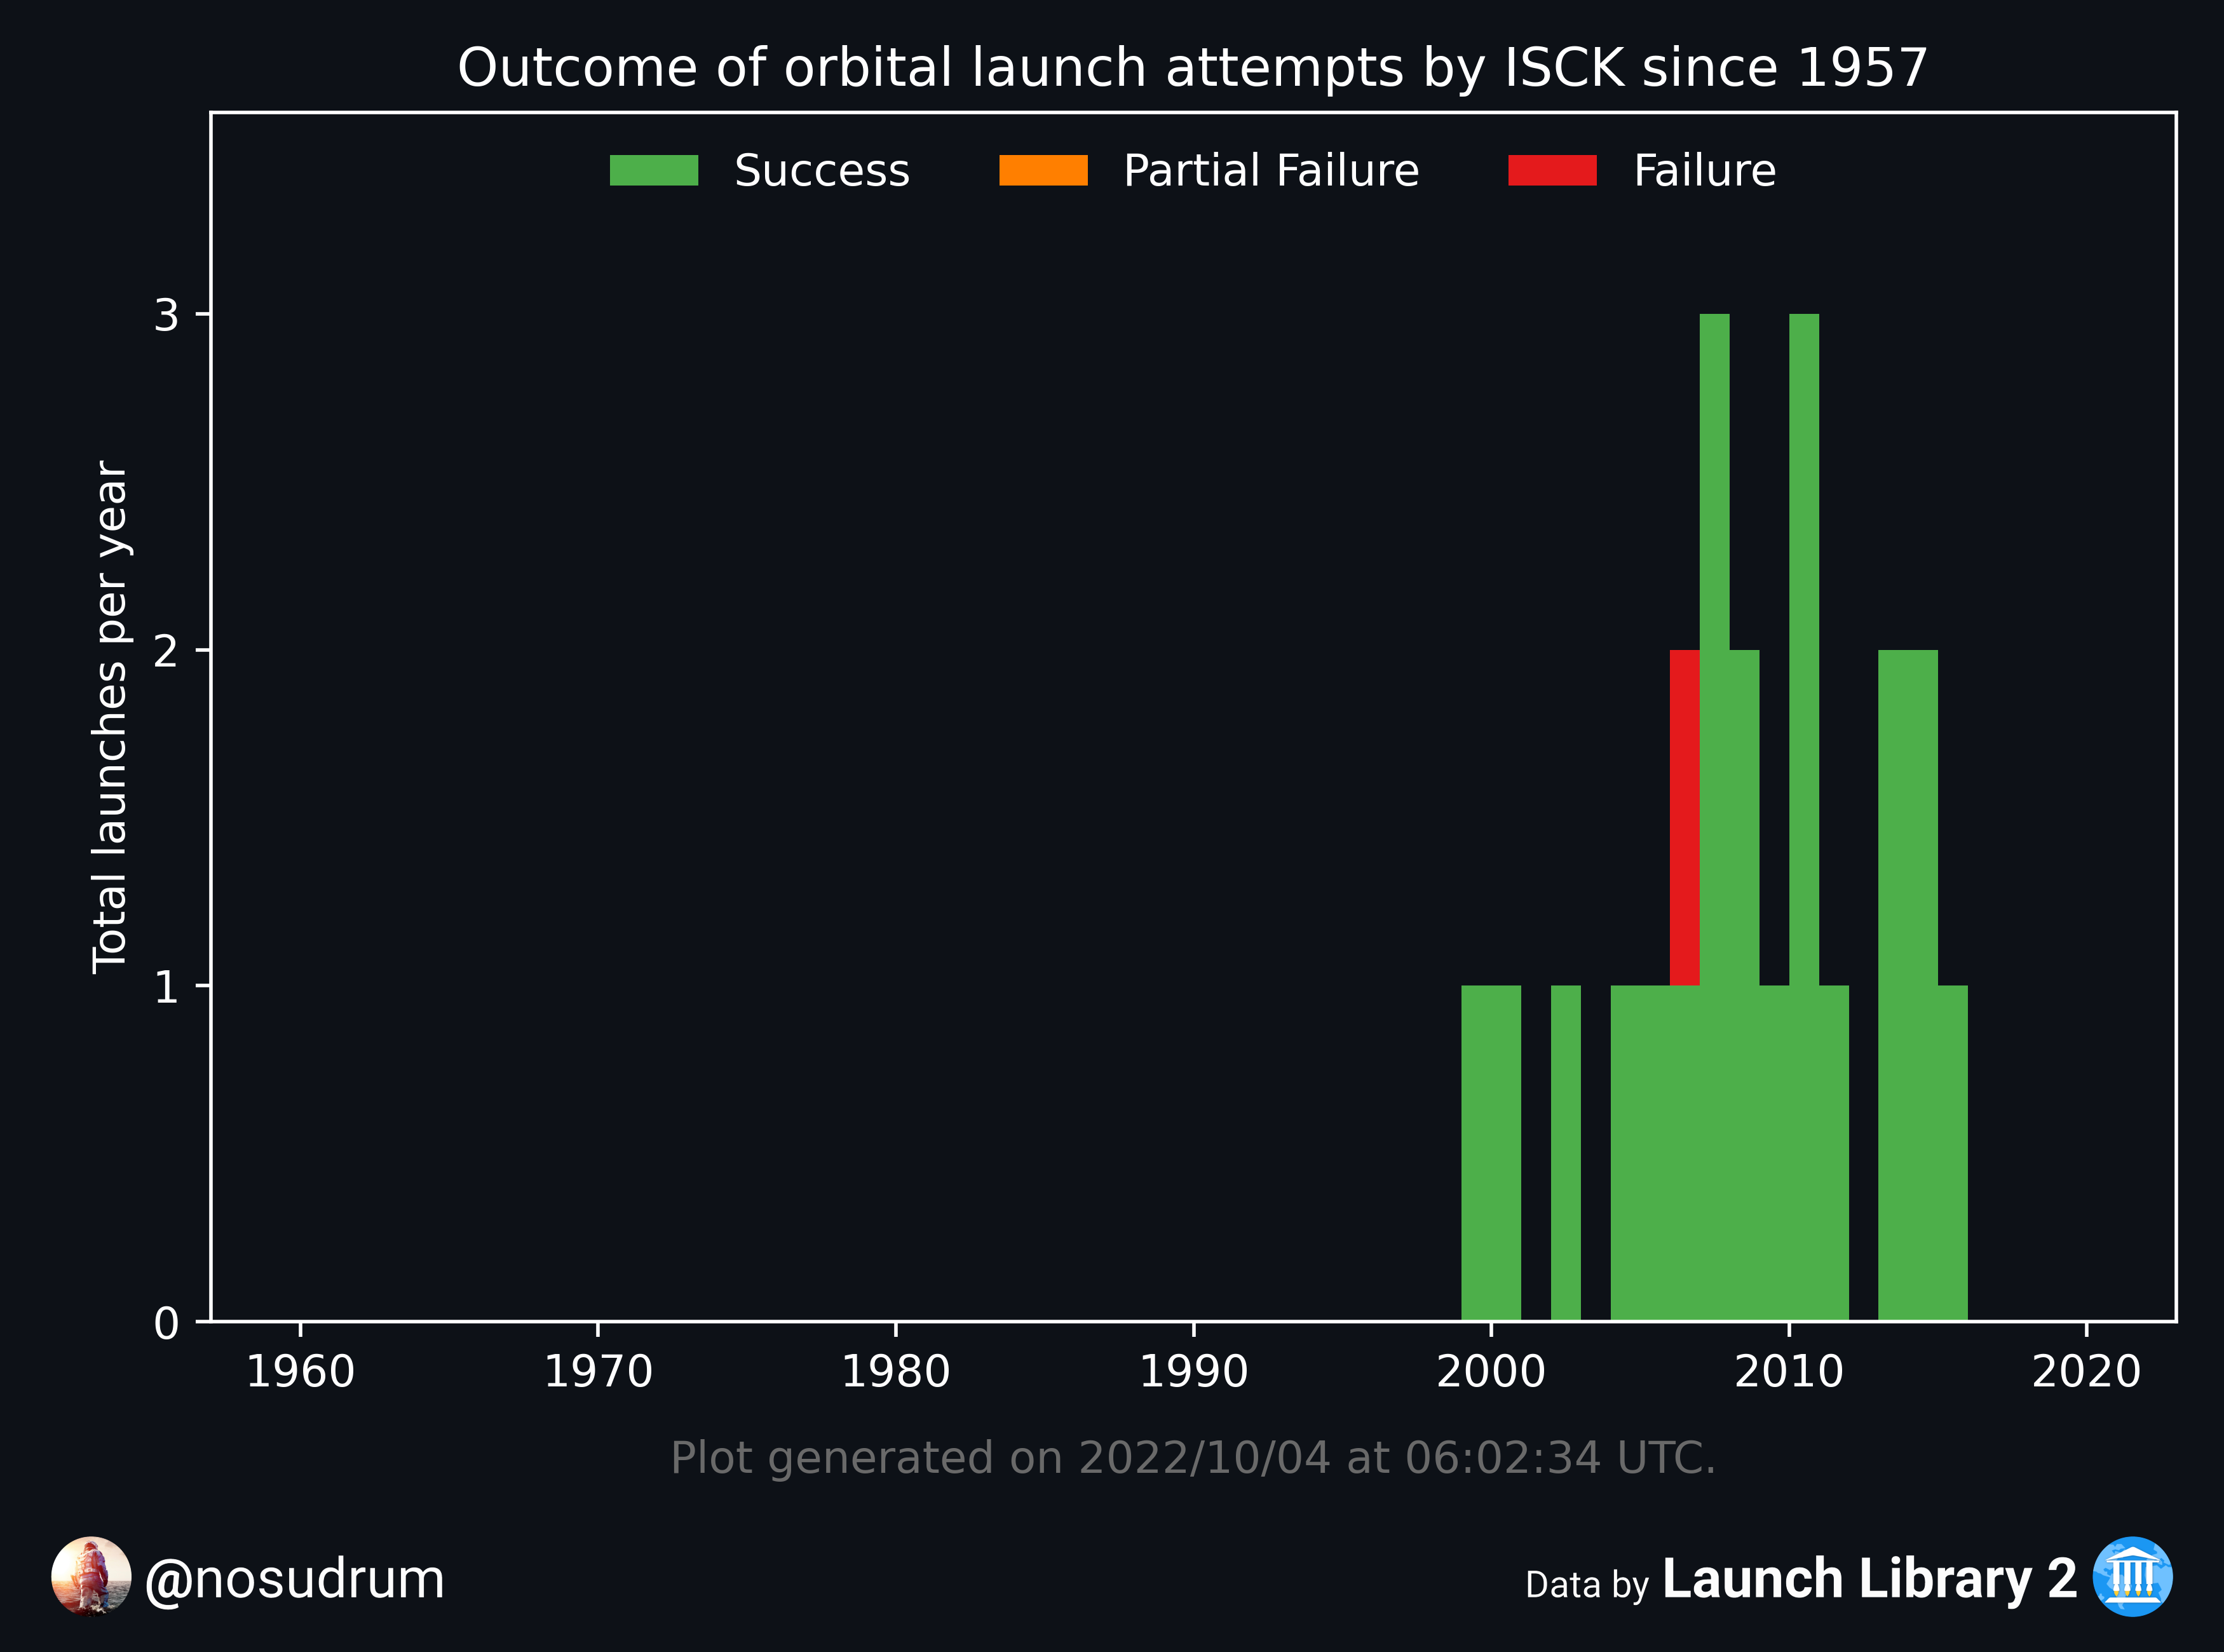 Outcome of orbital launch attempts by ISCK since 1957
Success Partial Failure Failure
Total launches per year
3
2
1
0
1960 1970 1980 1990 2000 2010 2020
Plot generated on 2022/10/04 at 06:02:34 UTC.
@nosudrum
Data by Launch Library 2